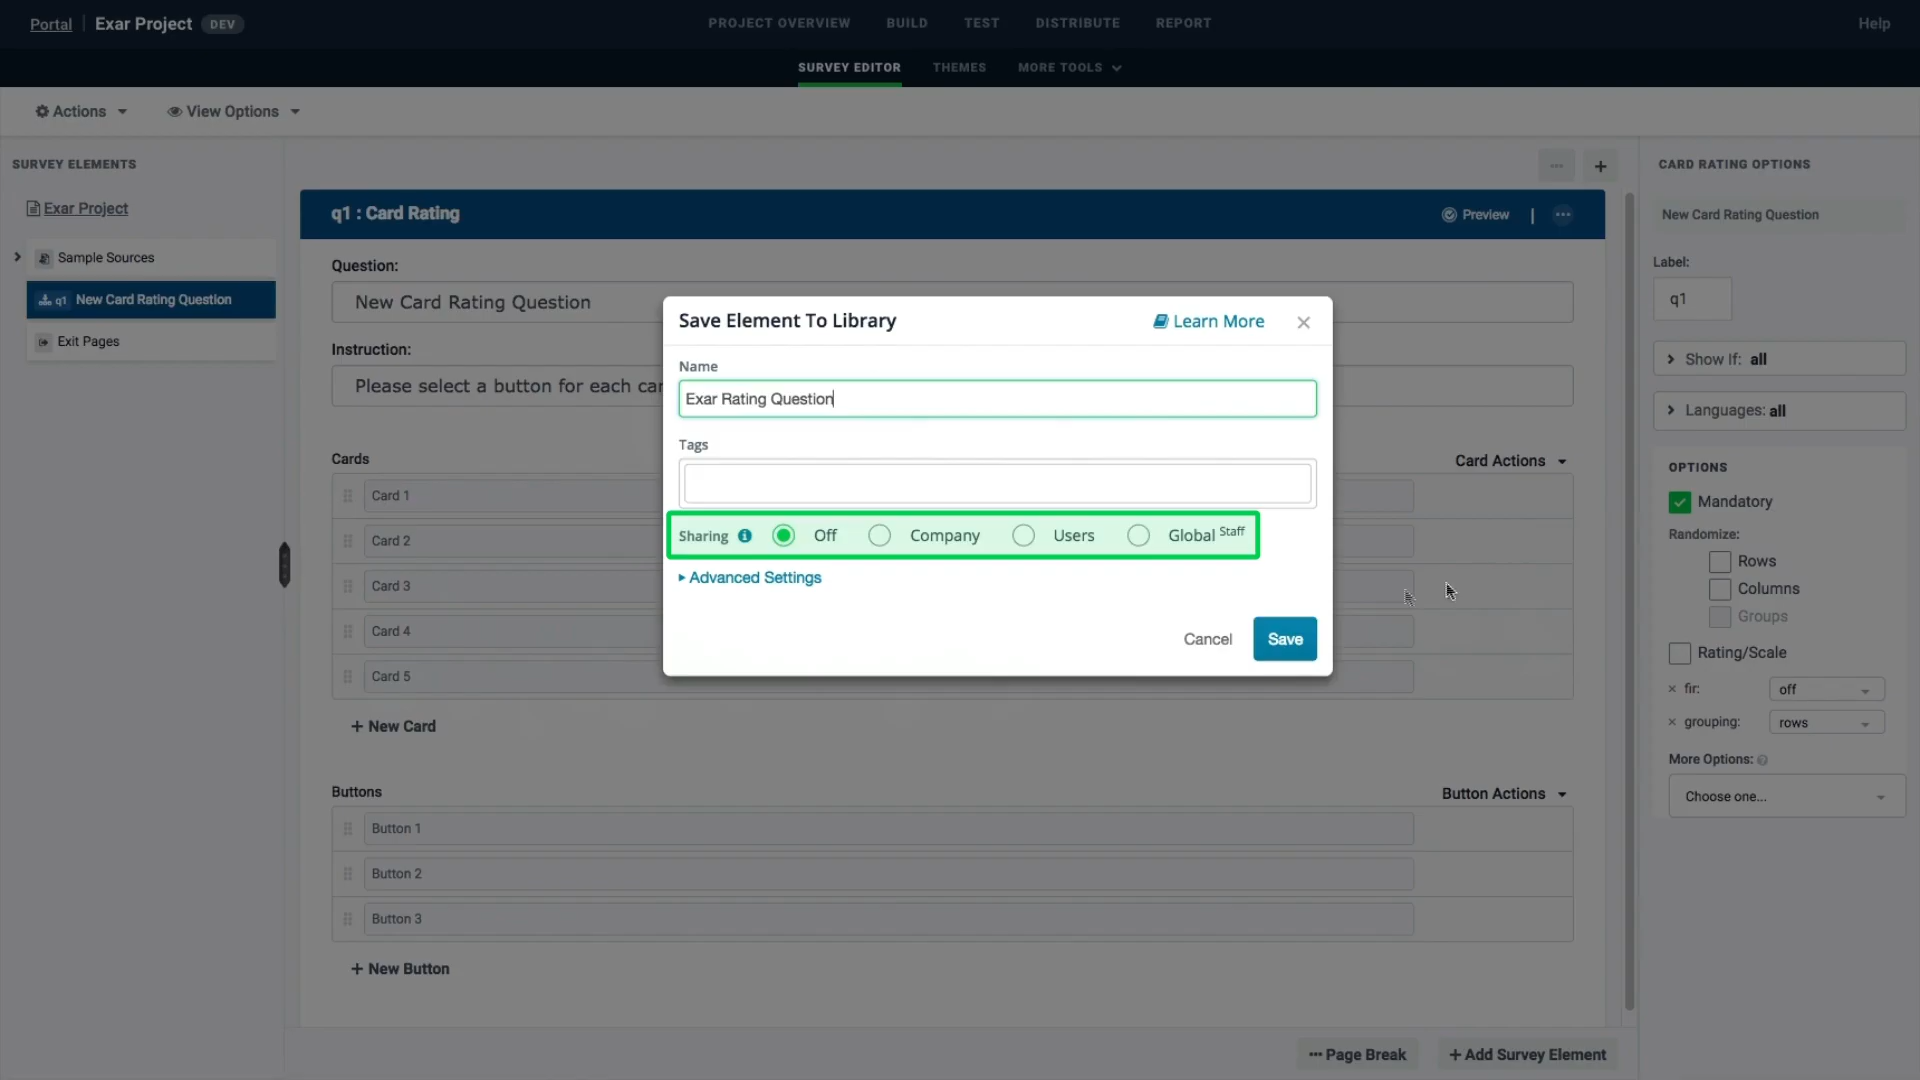 Portal | Exar Project DEV
PROJECT OVERVIEW BUILD TEST DISTRIBUTE REPORT
Help
SURVEY EDITOR THEMES MORE TOOLS
Actions View Options
SURVEY ELEMENTS
Exar Project
Sample Sources
q1 New Card Rating Question
Exit Pages
q1 : Card Rating
Preview | ...
Question:
New Card Rating Question
Instruction:
Please select a button for each car
Cards
Card Actions
Card 1
Card 2
Card 3
Card 4
Card 5
+ New Card
Buttons
Button Actions
Button 1
Button 2
Button 3
+ New Button
... Page Break
+ Add Survey Element
Save Element To Library
Learn More ×
Name
Exar Rating Question
Tags
Sharing Off Company Users Global Staff
Advanced Settings
Cancel Save
CARD RATING OPTIONS
New Card Rating Question
Label:
q1
Show If: all
Languages: all
OPTIONS
Mandatory
Randomize:
Rows
Columns
Groups
Rating/Scale
× fir: off
× grouping: rows
More Options:
Choose one...